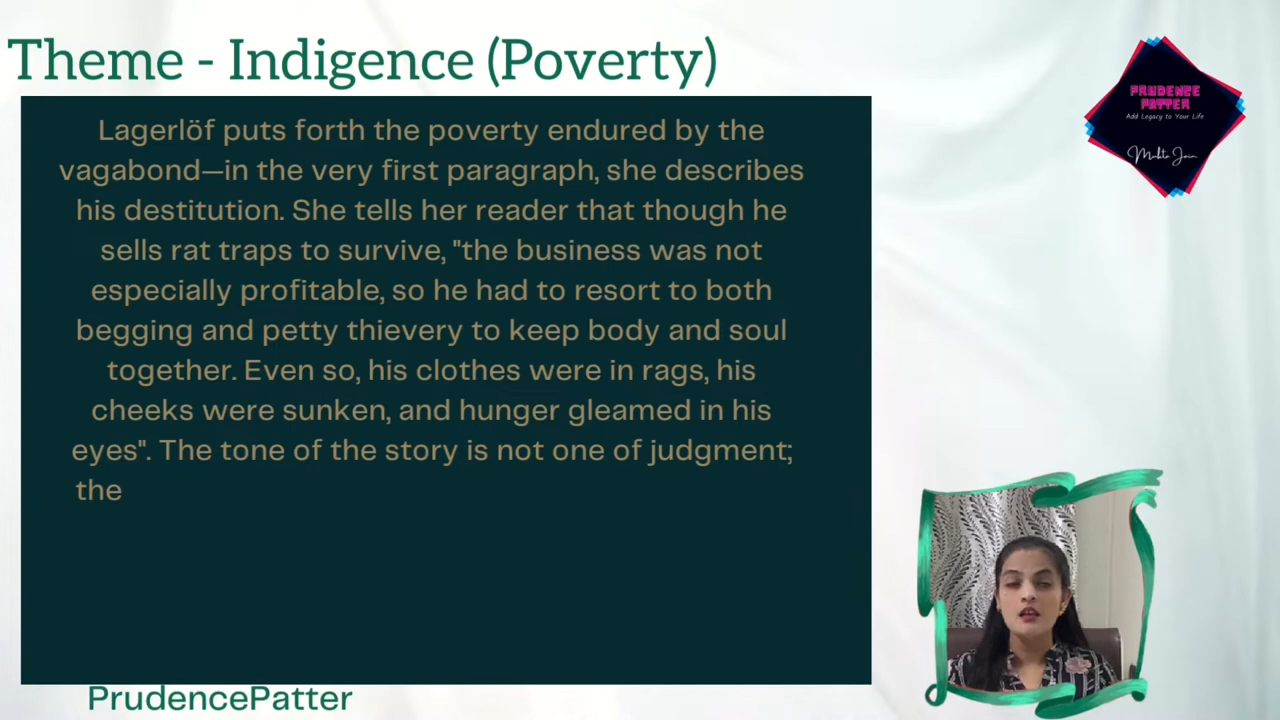 Theme - Indigence (Poverty)
PRUDENCE
PATTER
Add Legacy to Your Life
Lagerlöf puts forth the poverty endured by the
vagabond—in the very first paragraph, she describes
his destitution. She tells her reader that though he
sells rat traps to survive, "the business was not
especially profitable, so he had to resort to both
begging and petty thievery to keep body and soul
together. Even so, his clothes were in rags, his
cheeks were sunken, and hunger gleamed in his
eyes". The tone of the story is not one of judgment;
the
PrudencePatter